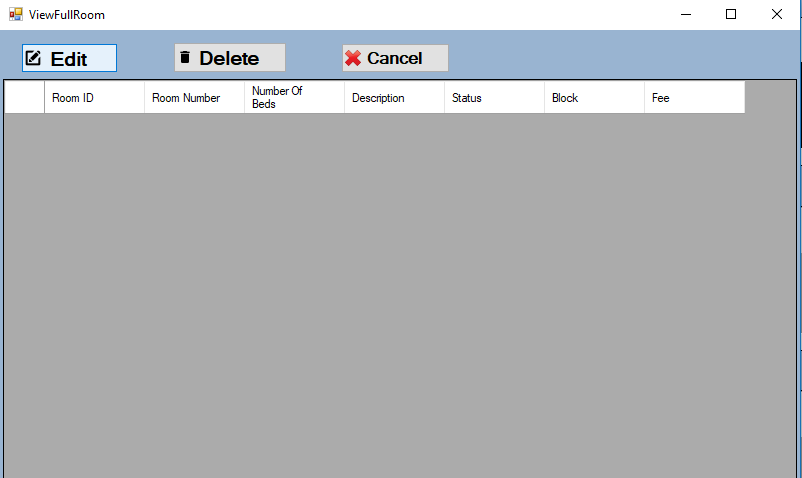 ViewFullRoom
Edit
Delete
Cancel
Room ID
Room Number
Number Of
Beds
Description
Status
Block
Fee